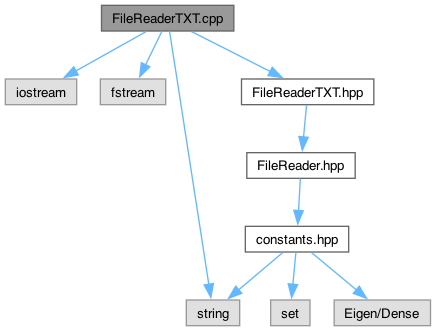 FileReaderTXT.cpp
iostream
fstream
FileReaderTXT.hpp
FileReader.hpp
constants.hpp
string
set
Eigen/Dense